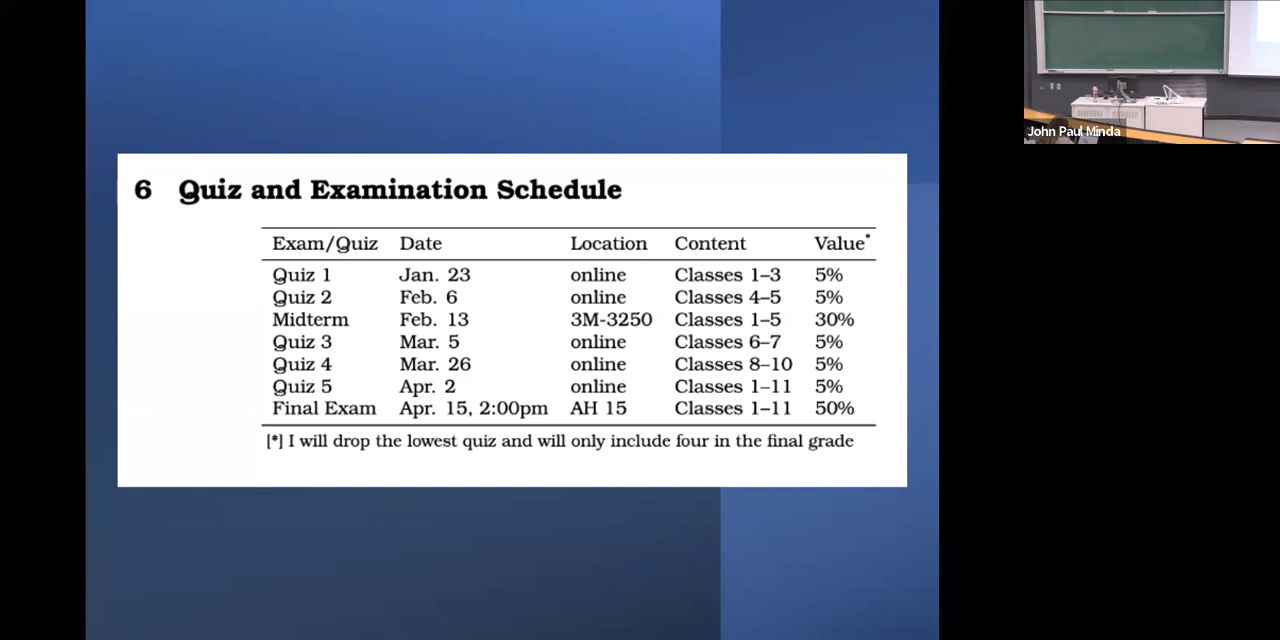 6 Quiz and Examination Schedule
Exam/Quiz Date Location Content Value*
Quiz 1 Jan. 23 online Classes 1–3 5%
Quiz 2 Feb. 6 online Classes 4–5 5%
Midterm Feb. 13 3M-3250 Classes 1–5 30%
Quiz 3 Mar. 5 online Classes 6–7 5%
Quiz 4 Mar. 26 online Classes 8–10 5%
Quiz 5 Apr. 2 online Classes 1–11 5%
Final Exam Apr. 15, 2:00pm AH 15 Classes 1–11 50%
[*] I will drop the lowest quiz and will only include four in the final grade
John Paul Minda